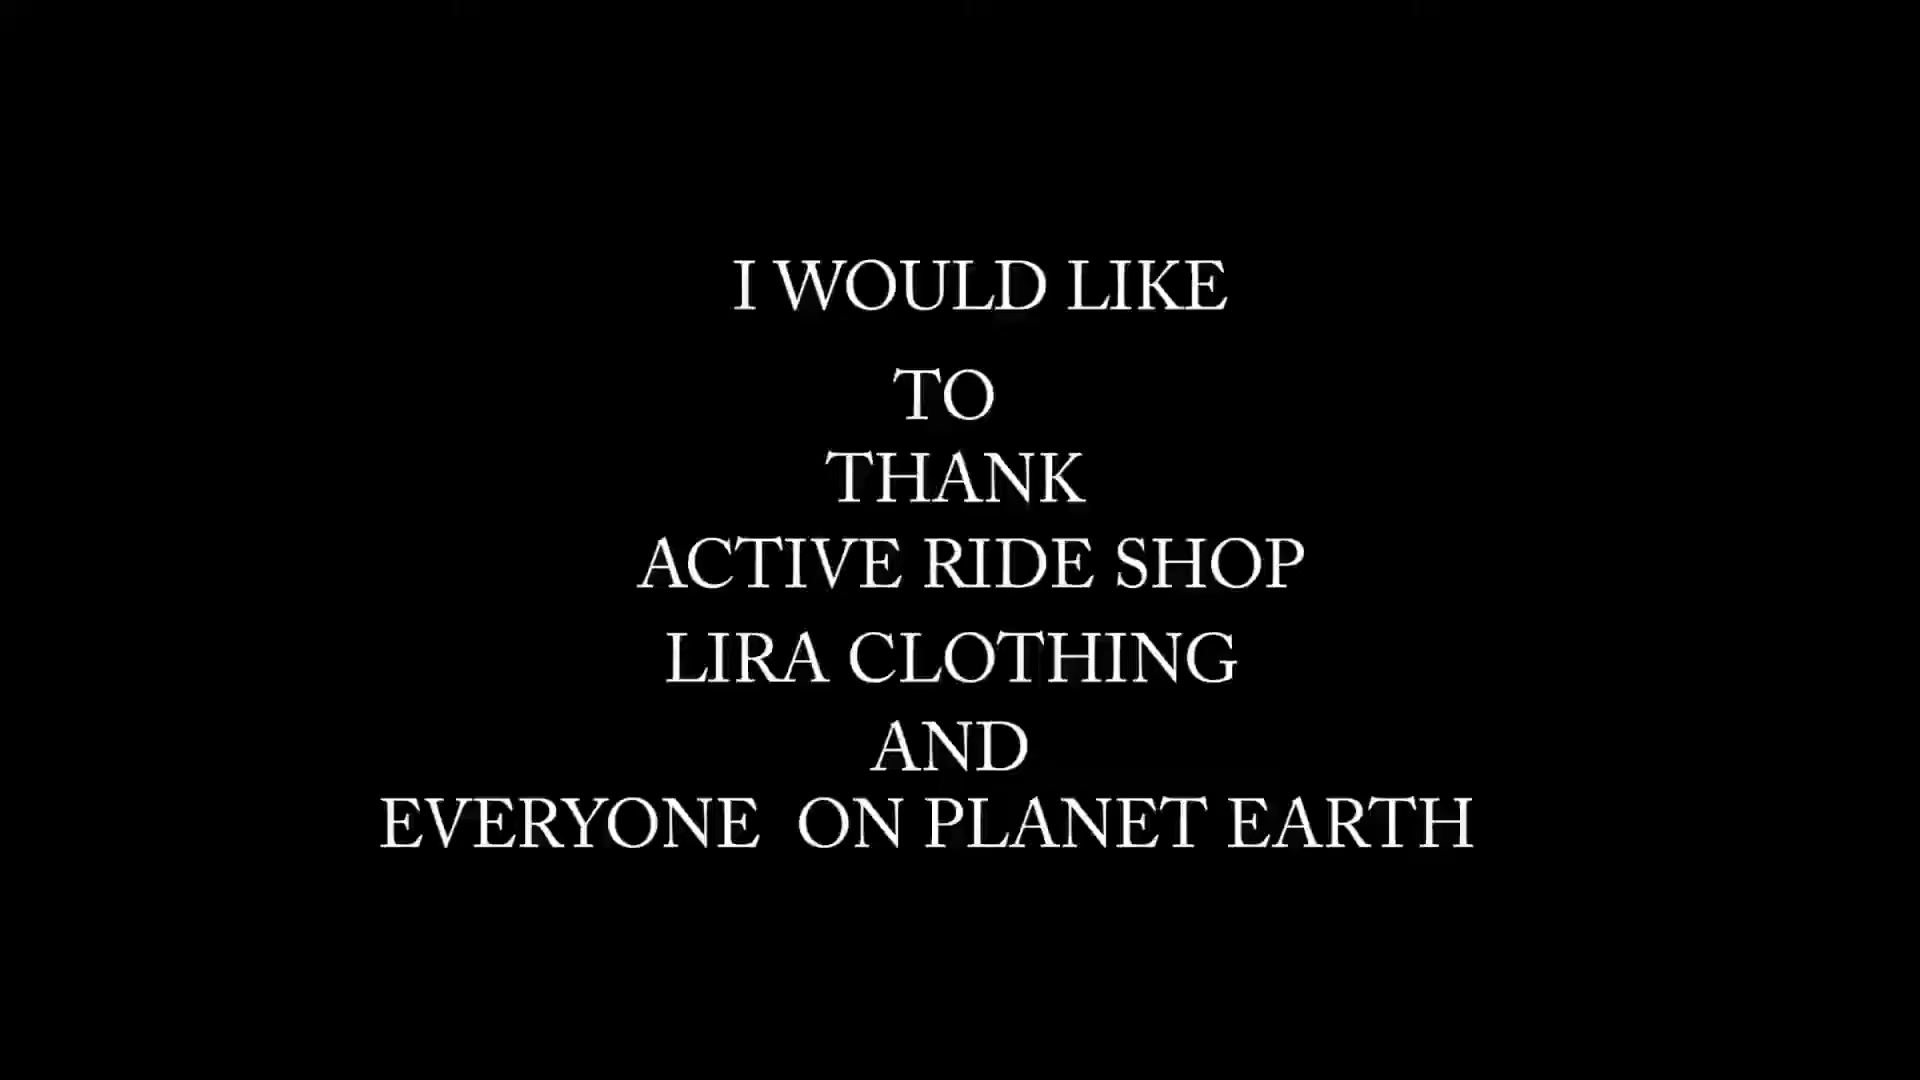 I WOULD LIKE
TO
THANK
ACTIVE RIDE SHOP
LIRA CLOTHING
AND
EVERYONE  ON PLANET EARTH